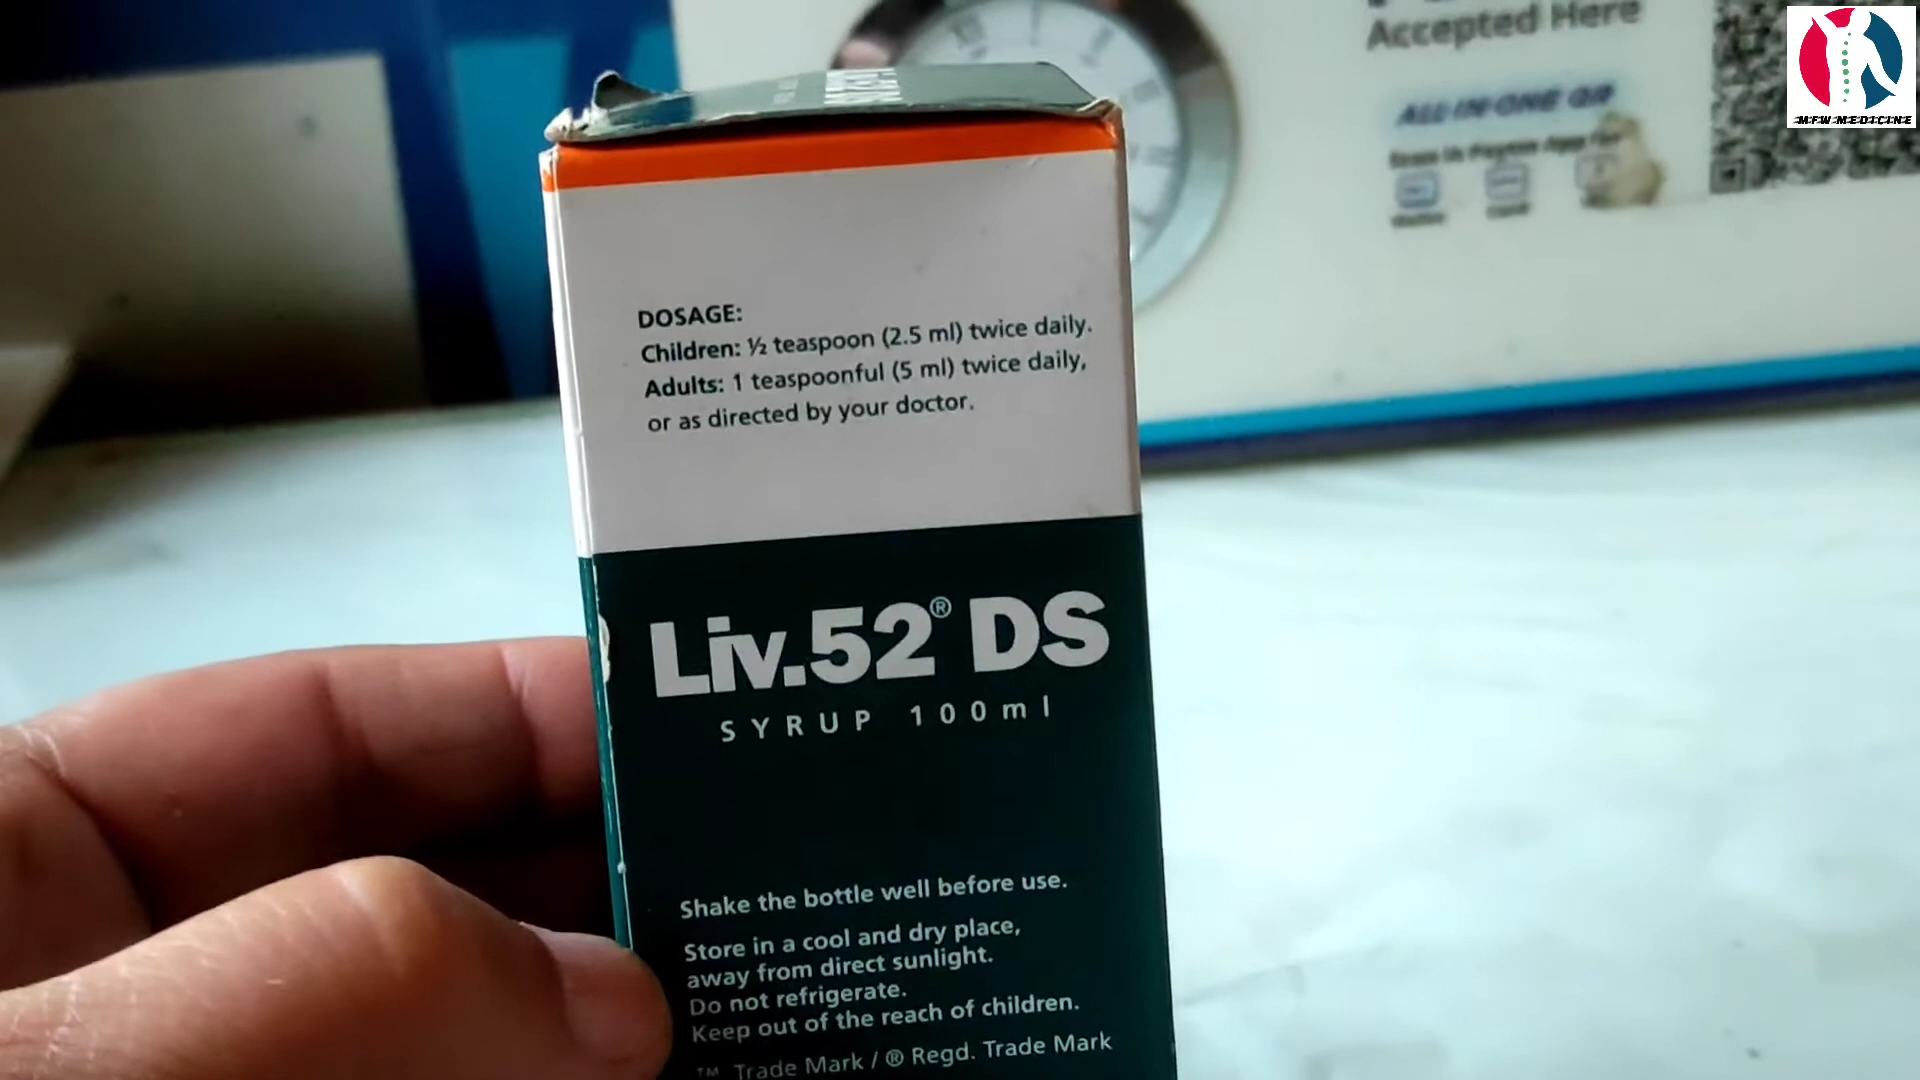 Accepted Here
ALL-IN-ONE QR
MFW MEDICINE
DOSAGE:
Children: ½ teaspoon (2.5 ml) twice daily.
Adults: 1 teaspoonful (5 ml) twice daily,
or as directed by your doctor.
Liv.52® DS
SYRUP 100ml
Shake the bottle well before use.
Store in a cool and dry place,
away from direct sunlight.
Do not refrigerate.
Keep out of the reach of children.
™ Trade Mark / ® Regd. Trade Mark